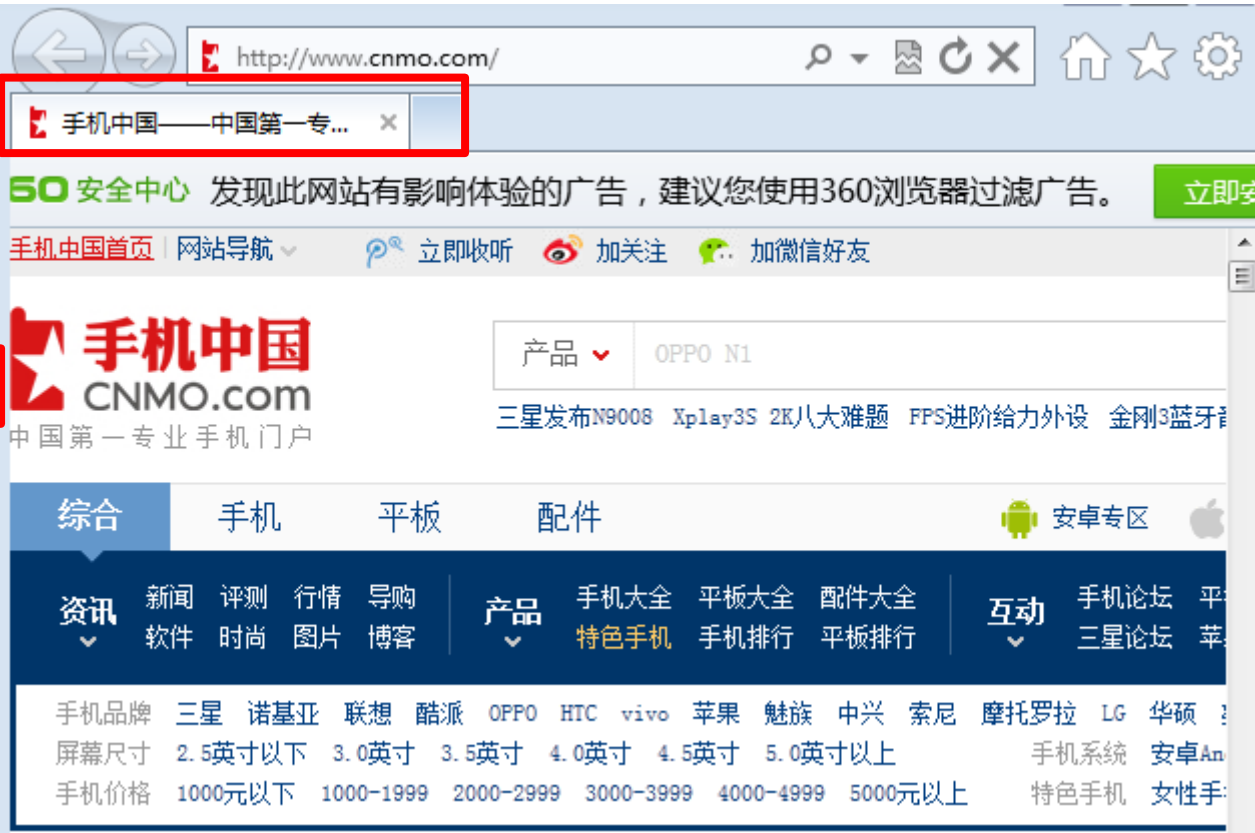 http://www.cnmo.com/
手机中国——中国第一专...
安全中心 发现此网站有影响体验的广告，建议您使用360浏览器过滤广告。 立即安
手机中国首页 网站导航 立即收听 加关注 加微信好友
手机中国
CNMO.com
中国第一专业手机门户
产品 OPPO N1
三星发布N9008 Xplay3S 2K八大难题 FPS进阶给力外设 金刚3蓝牙音
综合 手机 平板 配件 安卓专区
资讯 新闻 评测 行情 导购 产品 手机大全 平板大全 配件大全 互动 手机论坛 平
软件 时尚 图片 博客 特色手机 手机排行 平板排行 三星论坛 苹
手机品牌 三星 诺基亚 联想 酷派 OPPO HTC vivo 苹果 魅族 中兴 索尼 摩托罗拉 LG 华硕
屏幕尺寸 2.5英寸以下 3.0英寸 3.5英寸 4.0英寸 4.5英寸 5.0英寸以上 手机系统 安卓An
手机价格 1000元以下 1000-1999 2000-2999 3000-3999 4000-4999 5000元以上 特色手机 女性手